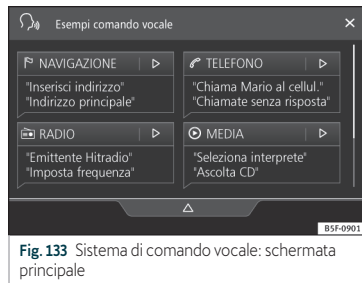 Esempi comando vocale
NAVIGAZIONE
"Inserisci indirizzo"
"Indirizzo principale"
TELEFONO
"Chiama Mario al cellul."
"Chiamate senza risposta"
RADIO
"Emittente Hitradio"
"Imposta frequenza"
MEDIA
"Seleziona interprete"
"Ascolta CD"
B5F-0901
Fig. 133 Sistema di comando vocale: schermata
principale